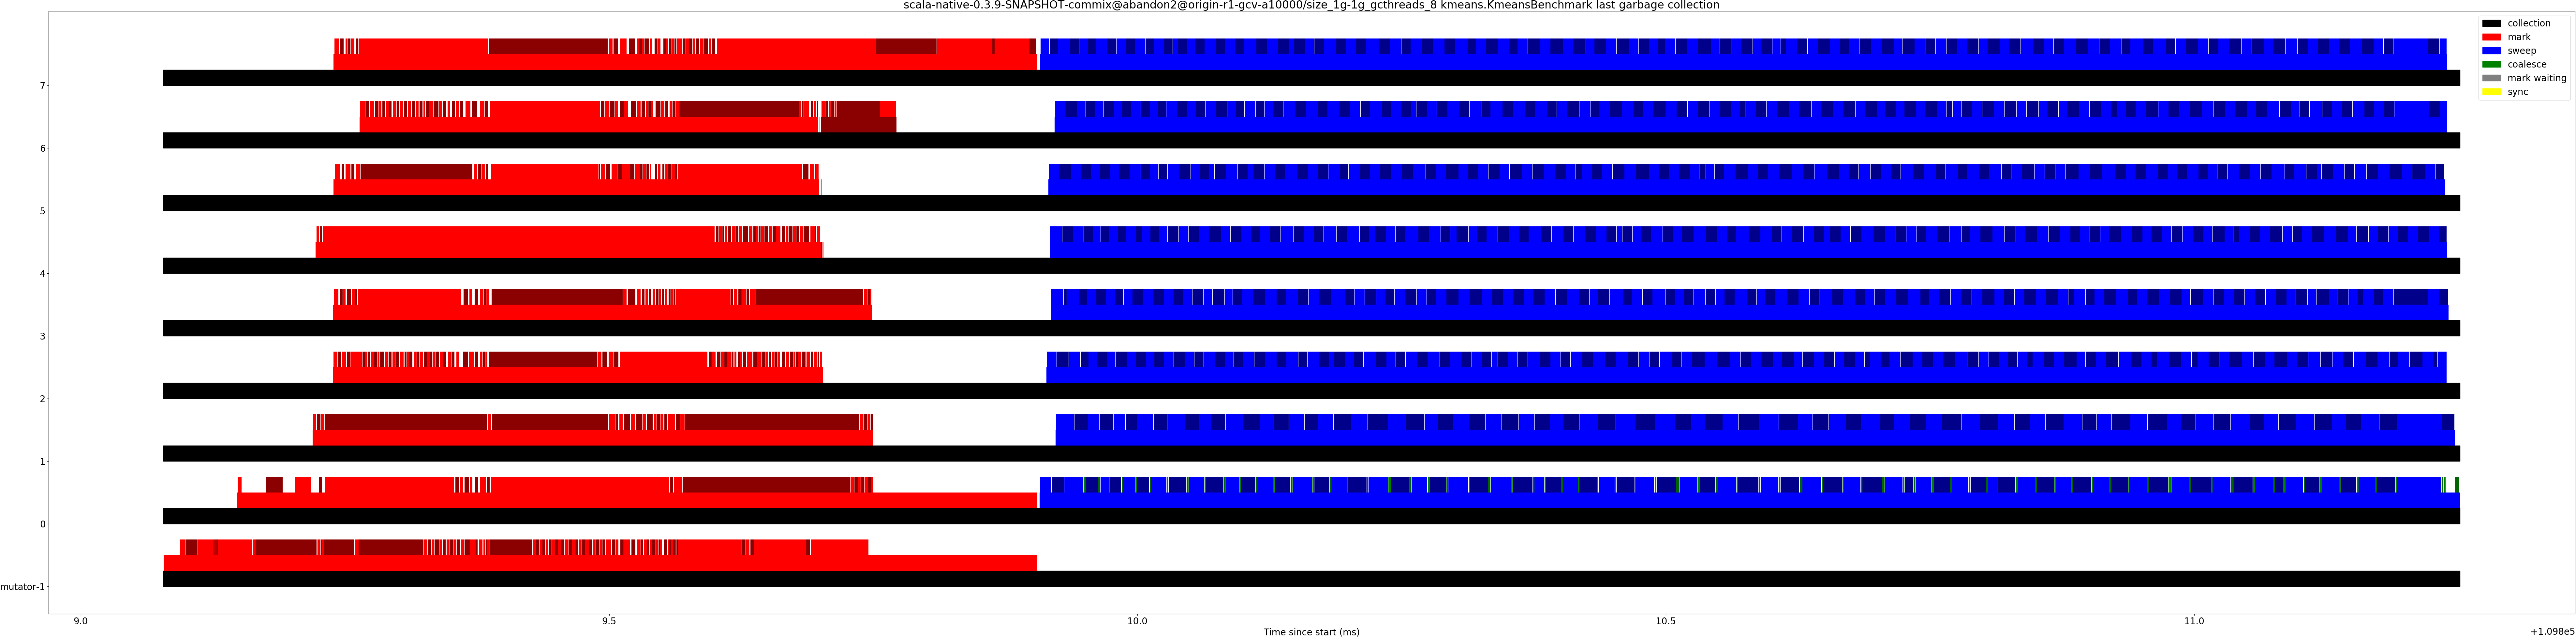 scala-native-0.3.9-SNAPSHOT-commix@abandon2@origin-r1-gcv-a10000/size_1g-1g_gcthreads_8 kmeans.KmeansBenchmark last garbage collection
collection
mark
sweep
coalesce
mark waiting
sync
7
6
5
4
3
2
1
0
mutator-1
9.0
9.5
10.0
10.5
11.0
Time since start (ms)
+1.098e5